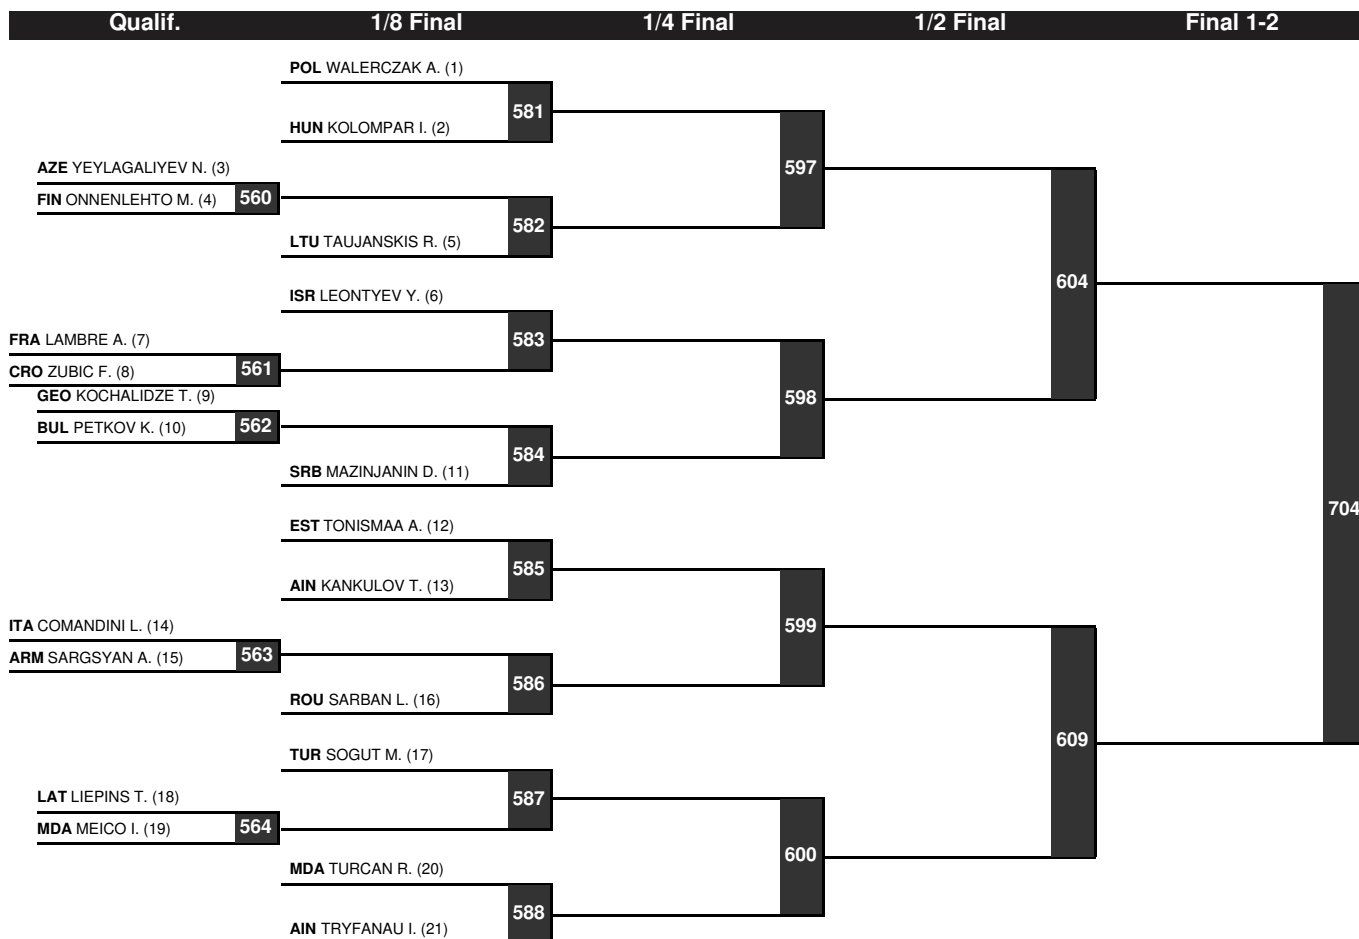 Qualif. 1/8 Final 1/4 Final 1/2 Final Final 1-2
POL WALERCZAK A. (1)
581
HUN KOLOMPAR I. (2)
AZE YEYLAGALIYEV N. (3)
597
FIN ONNENLEHTO M. (4) 560
582
LTU TAUJANSKIS R. (5)
604
ISR LEONTYEV Y. (6)
FRA LAMBRE A. (7)
583
CRO ZUBIC F. (8) 561
GEO KOCHALIDZE T. (9)
598
BUL PETKOV K. (10) 562
584
SRB MAZINJANIN D. (11)
704
EST TONISMAA A. (12)
585
AIN KANKULOV T. (13)
ITA COMANDINI L. (14)
599
ARM SARGSYAN A. (15) 563
586
ROU SARBAN L. (16)
609
TUR SOGUT M. (17)
LAT LIEPINS T. (18)
587
MDA MEICO I. (19) 564
600
MDA TURCAN R. (20)
588
AIN TRYFANAU I. (21)